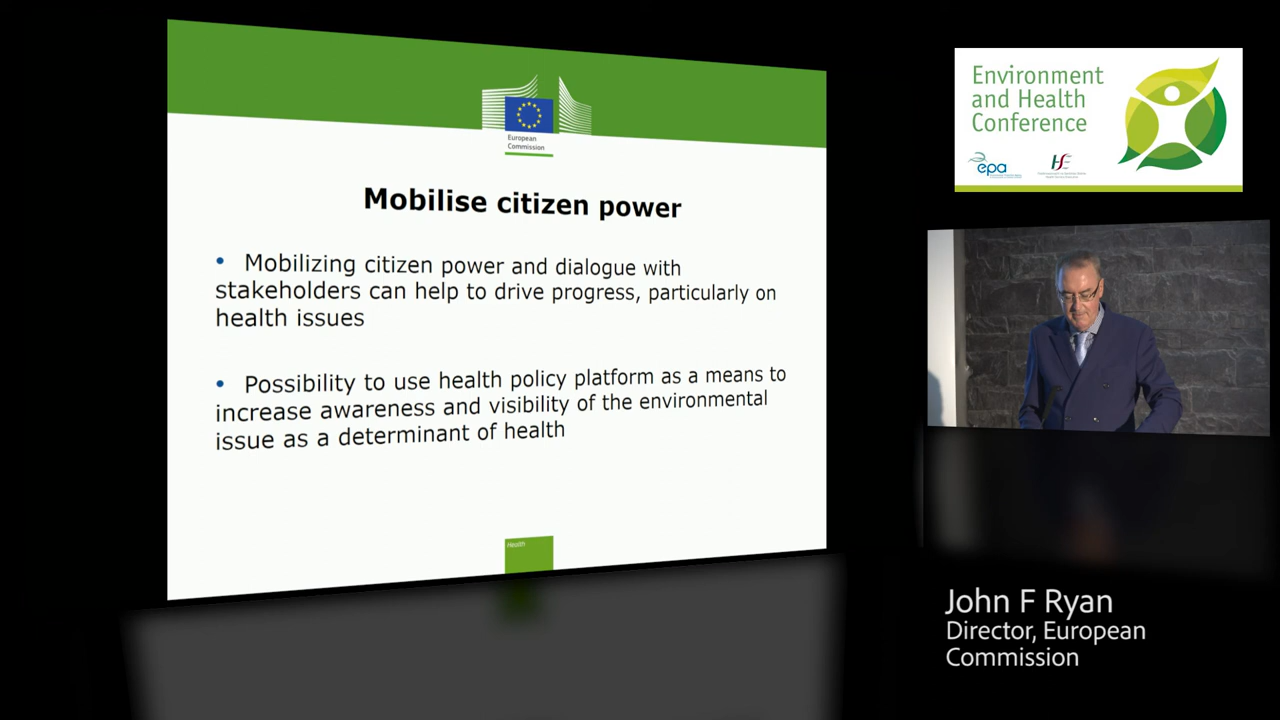 European
Commission
Mobilise citizen power
• Mobilizing citizen power and dialogue with
stakeholders can help to drive progress, particularly on
health issues
• Possibility to use health policy platform as a means to
increase awareness and visibility of the environmental
issue as a determinant of health
Health
Environment
and Health
Conference
epa
John F Ryan
Director, European
Commission